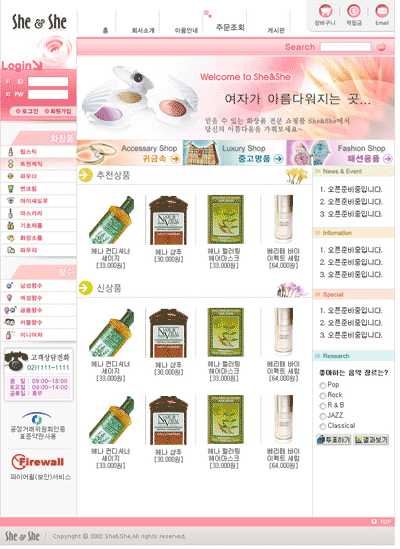 She & She
장바구니
적립금
Email
홈
회사소개
이용안내
주문조회
게시판
Search
Login
ID
PW
로그인
회원가입
Welcome to She&She
여자가 아름다워지는 곳...
믿을 수 있는 화장품 전문 쇼핑몰 She&She에서
당신의 아름다움을 가꿔보세요~
Accessory Shop
귀금속
Luxury Shop
중고명품
Fashion Shop
패션용품
화장품
립스틱
트윈케익
파우더
썬크림
아이섀도우
마스카라
기초제품
화장소품
파우치
향수
남성향수
여성향수
공용향수
커플향수
미니어쳐
고객상담전화
02)1111-1111
평 일 : 09:00~18:00
토요일 : 09:00~14:00
공휴일 : 휴무
공정거래위원회인증
표준약관사용
Firewall
파이어월(보안)서비스
추천상품
헤나 컨디셔너
세이지
[33,000원]
헤나 샴푸
[30,000원]
헤나 컬러링
헤어마스크
[33,000원]
베리떼 바이
이펙트 세럼
[64,000원]
신상품
헤나 컨디셔너
세이지
[33,000원]
헤나 샴푸
[30,000원]
헤나 컬러링
헤어마스크
[33,000원]
베리떼 바이
이펙트 세럼
[64,000원]
헤나 컨디셔너
세이지
[33,000원]
헤나 샴푸
[30,000원]
헤나 컬러링
헤어마스크
[33,000원]
베리떼 바이
이펙트 세럼
[64,000원]
News & Event
1. 오픈준비중입니다.
2. 오픈준비중입니다.
3. 오픈준비중입니다.
Infomation
1. 오픈준비중입니다.
2. 오픈준비중입니다.
3. 오픈준비중입니다.
Special
1. 오픈준비중입니다.
2. 오픈준비중입니다.
3. 오픈준비중입니다.
Research
좋아하는 음악 장르는?
Pop
Rock
R & B
JAZZ
Classical
투표하기
결과보기
TOP
She & She
Copyright © 2002 She&She,All rights reserved.